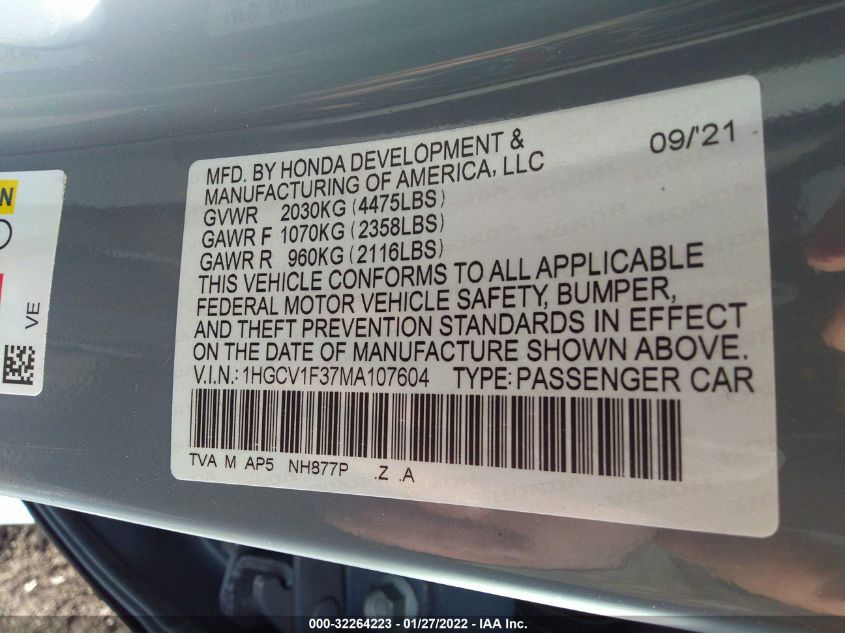 MFD. BY HONDA DEVELOPMENT & 09/'21
MANUFACTURING OF AMERICA, LLC
GVWR 2030KG (4475LBS)
GAWR F 1070KG (2358LBS)
GAWR R 960KG (2116LBS)
THIS VEHICLE CONFORMS TO ALL APPLICABLE
FEDERAL MOTOR VEHICLE SAFETY, BUMPER,
AND THEFT PREVENTION STANDARDS IN EFFECT
ON THE DATE OF MANUFACTURE SHOWN ABOVE.
V.I.N.: 1HGCV1F37MA107604 TYPE: PASSENGER CAR
TVA M AP5 NH877P .Z .A
VE
000-32264223 - 01/27/2022 - IAA Inc.